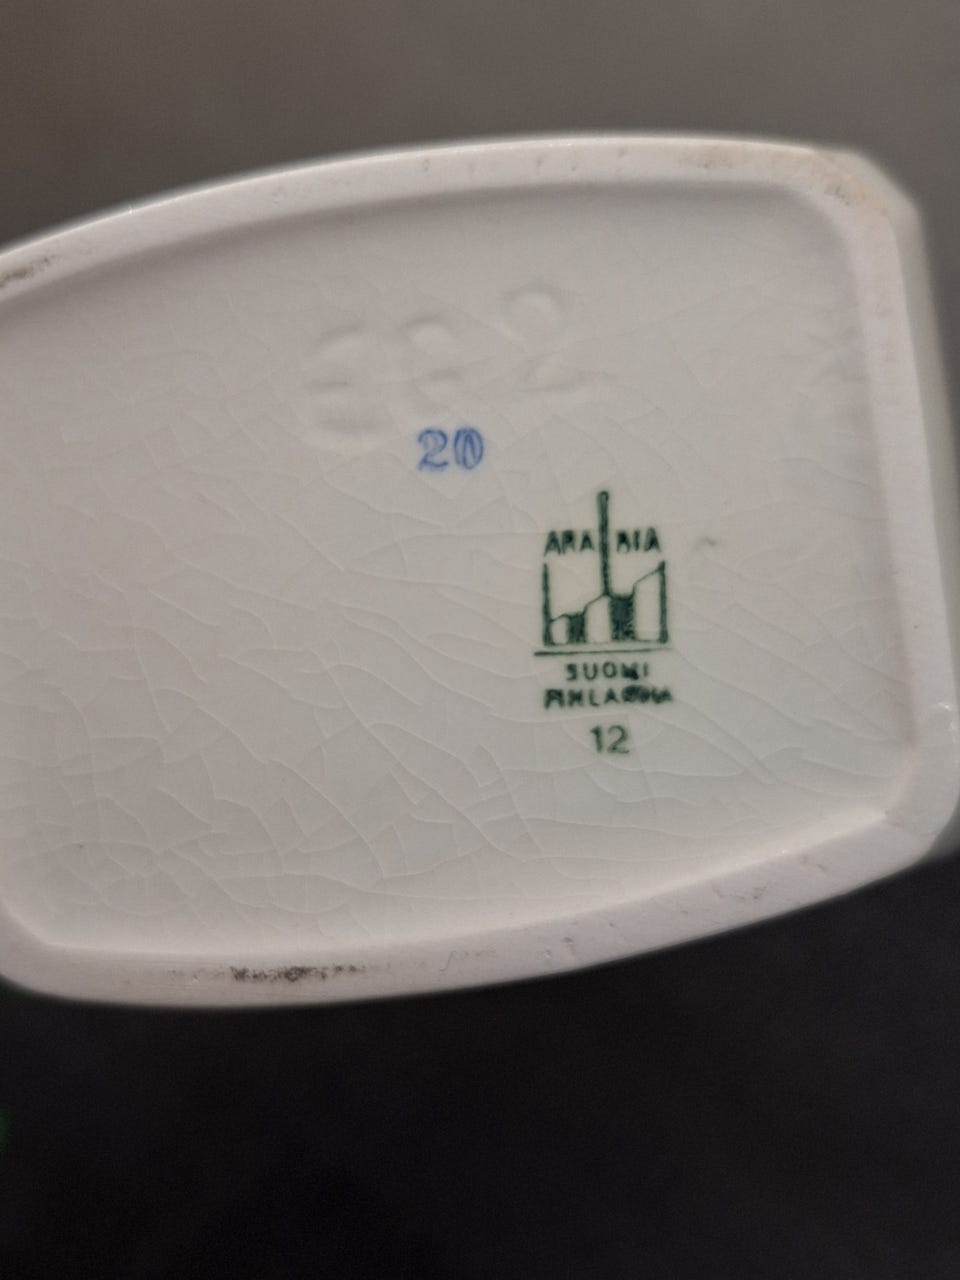 20
ARABIA
SUOMI
FINLAND
12